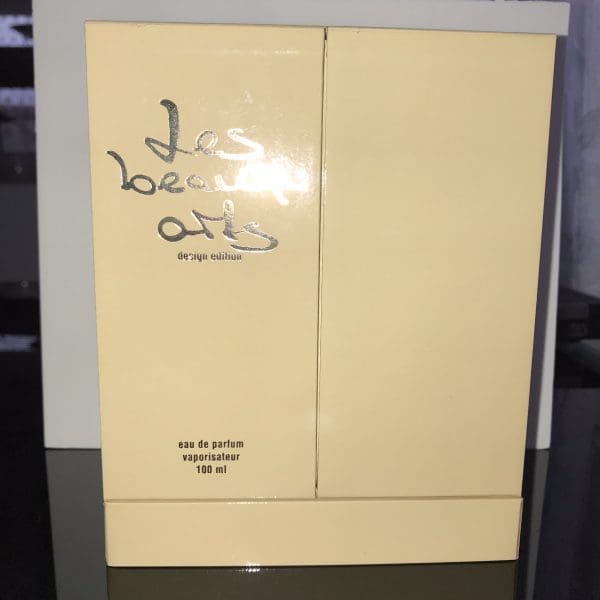 Les
beaux
arts
design edition
eau de parfum
vaporisateur
100 ml